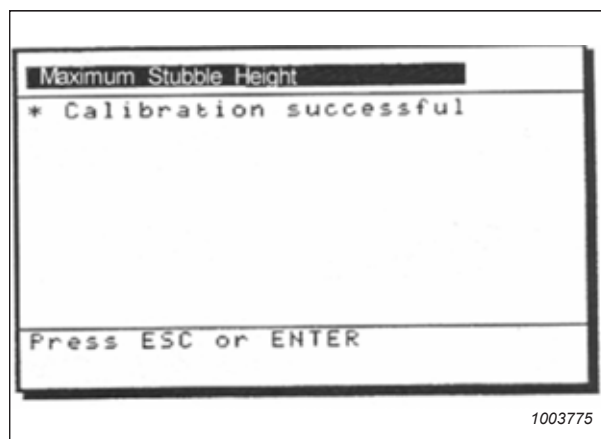 Maximum Stubble Height
* Calibration successful
Press ESC or ENTER
1003775